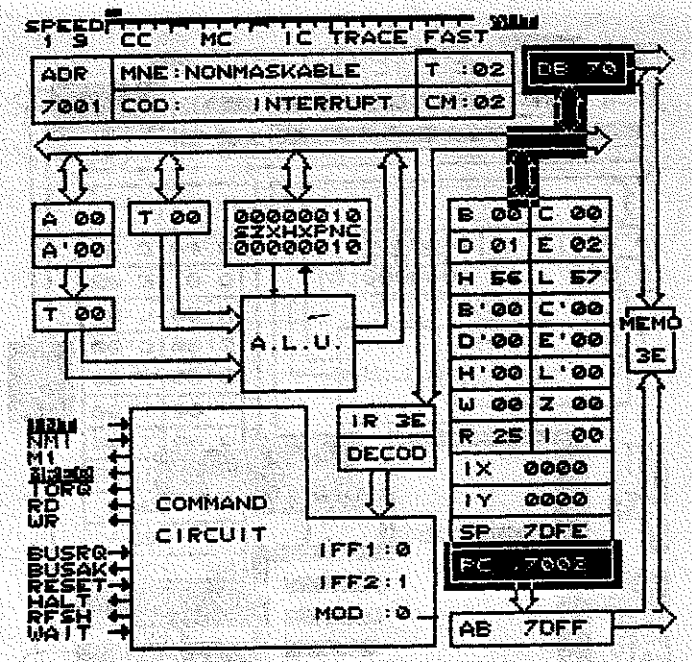 SPEED
1 9 CC MC IC TRACE FAST
ADR MNE:NONMASKABLE T :02
7001 COD: INTERRUPT CM:02
DB 70
A 00
A'00
T 00
T 00
00000010
SZXHXPNC
00000010
A.L.U.
B 00 C 00
D 01 E 02
H 56 L 57
B'00 C'00
D'00 E'00
H'00 L'00
W 00 Z 00
R 25 I 00
IX 0000
IY 0000
SP 7DFE
PC 7002
AB 7DFF
MEMO
3E
IR 3E
DECOD
NMI
M1
IORQ
RD
WR
BUSRQ
BUSAK
RESET
HALT
RFSH
WAIT
COMMAND
CIRCUIT
IFF1:0
IFF2:1
MOD :0